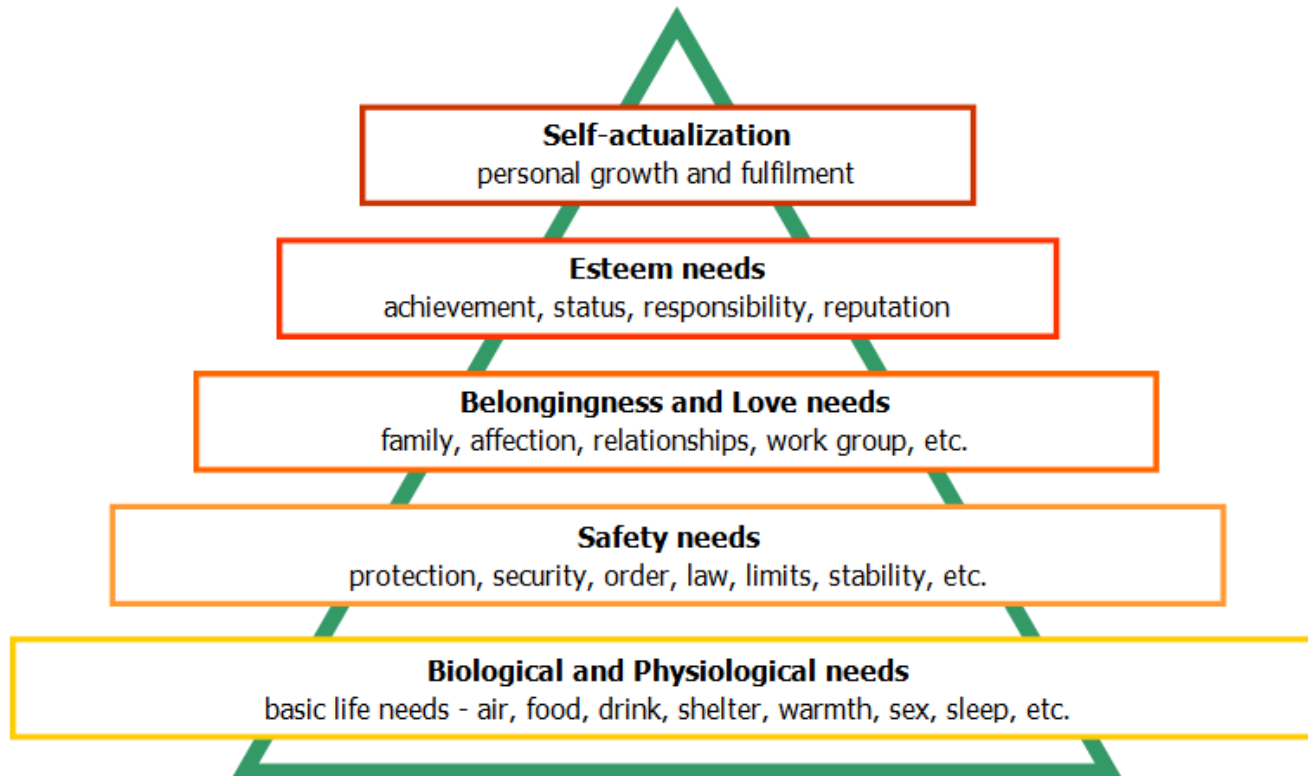 Self-actualization
personal growth and fulfilment
Esteem needs
achievement, status, responsibility, reputation
Belongingness and Love needs
family, affection, relationships, work group, etc.
Safety needs
protection, security, order, law, limits, stability, etc.
Biological and Physiological needs
basic life needs - air, food, drink, shelter, warmth, sex, sleep, etc.